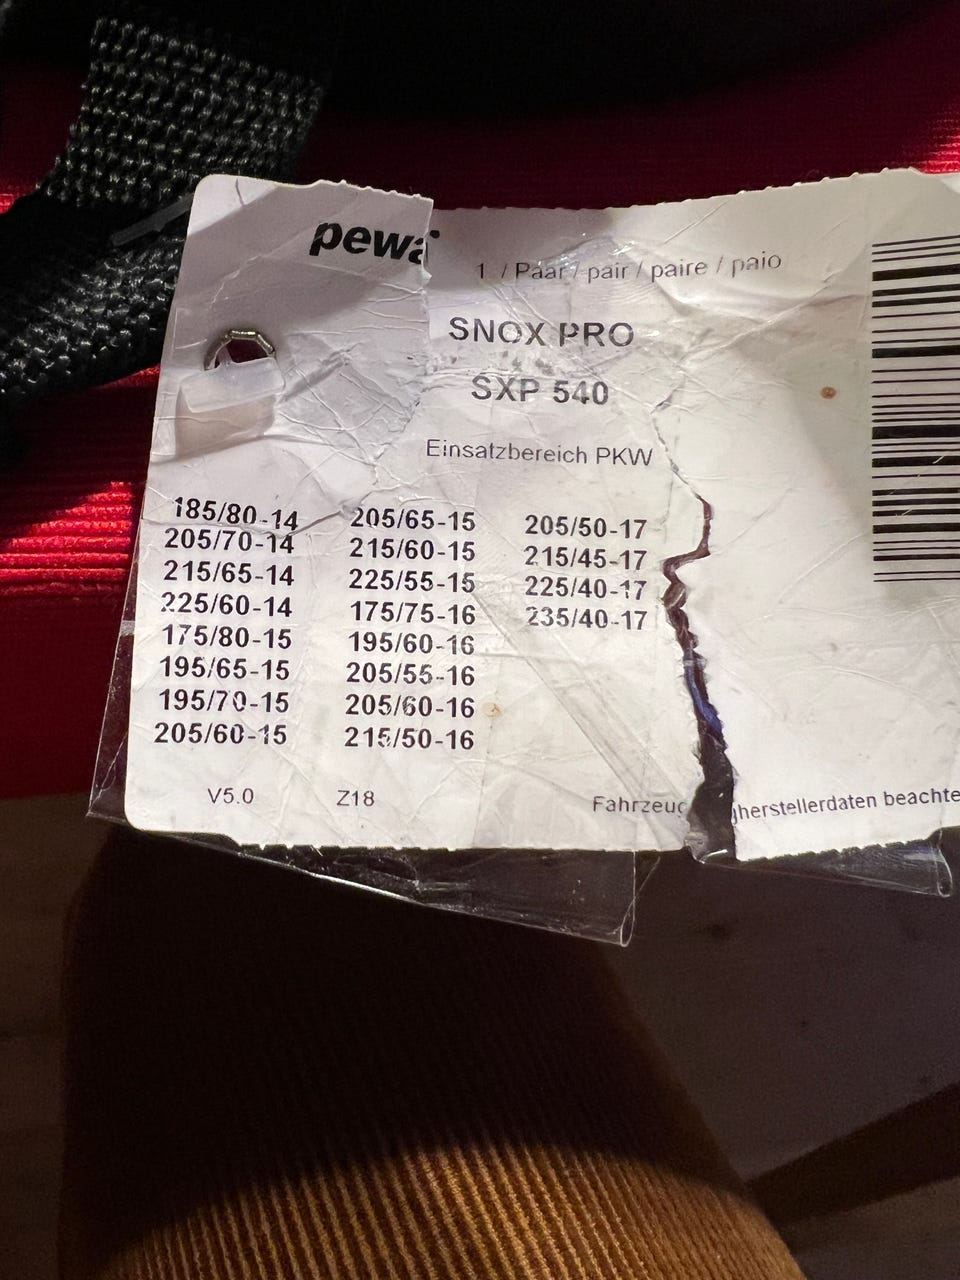 pewa
1 / Paar / pair / paire / paio
SNOX PRO
SXP 540
Einsatzbereich PKW
185/80-14 205/65-15 205/50-17
205/70-14 215/60-15 215/45-17
215/65-14 225/55-15 225/40-17
225/60-14 175/75-16 235/40-17
175/80-15 195/60-16
195/65-15 205/55-16
195/70-15 205/60-16
205/60-15 215/50-16
V5.0 Z18 Fahrzeug gherstellerdaten beachte